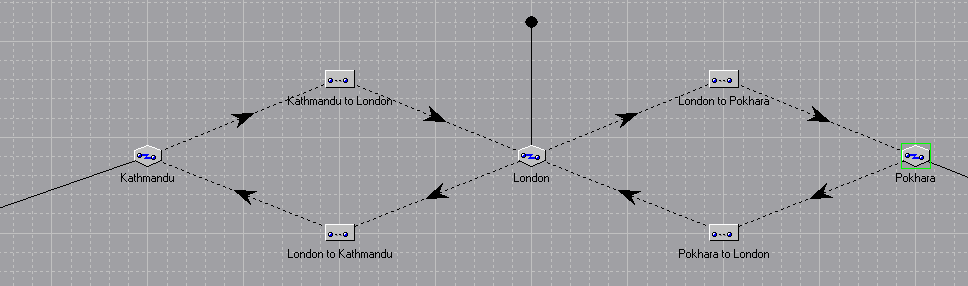 Kathmandu to London
London to Pokhara
Kathmandu
London
Pokhara
London to Kathmandu
Pokhara to London